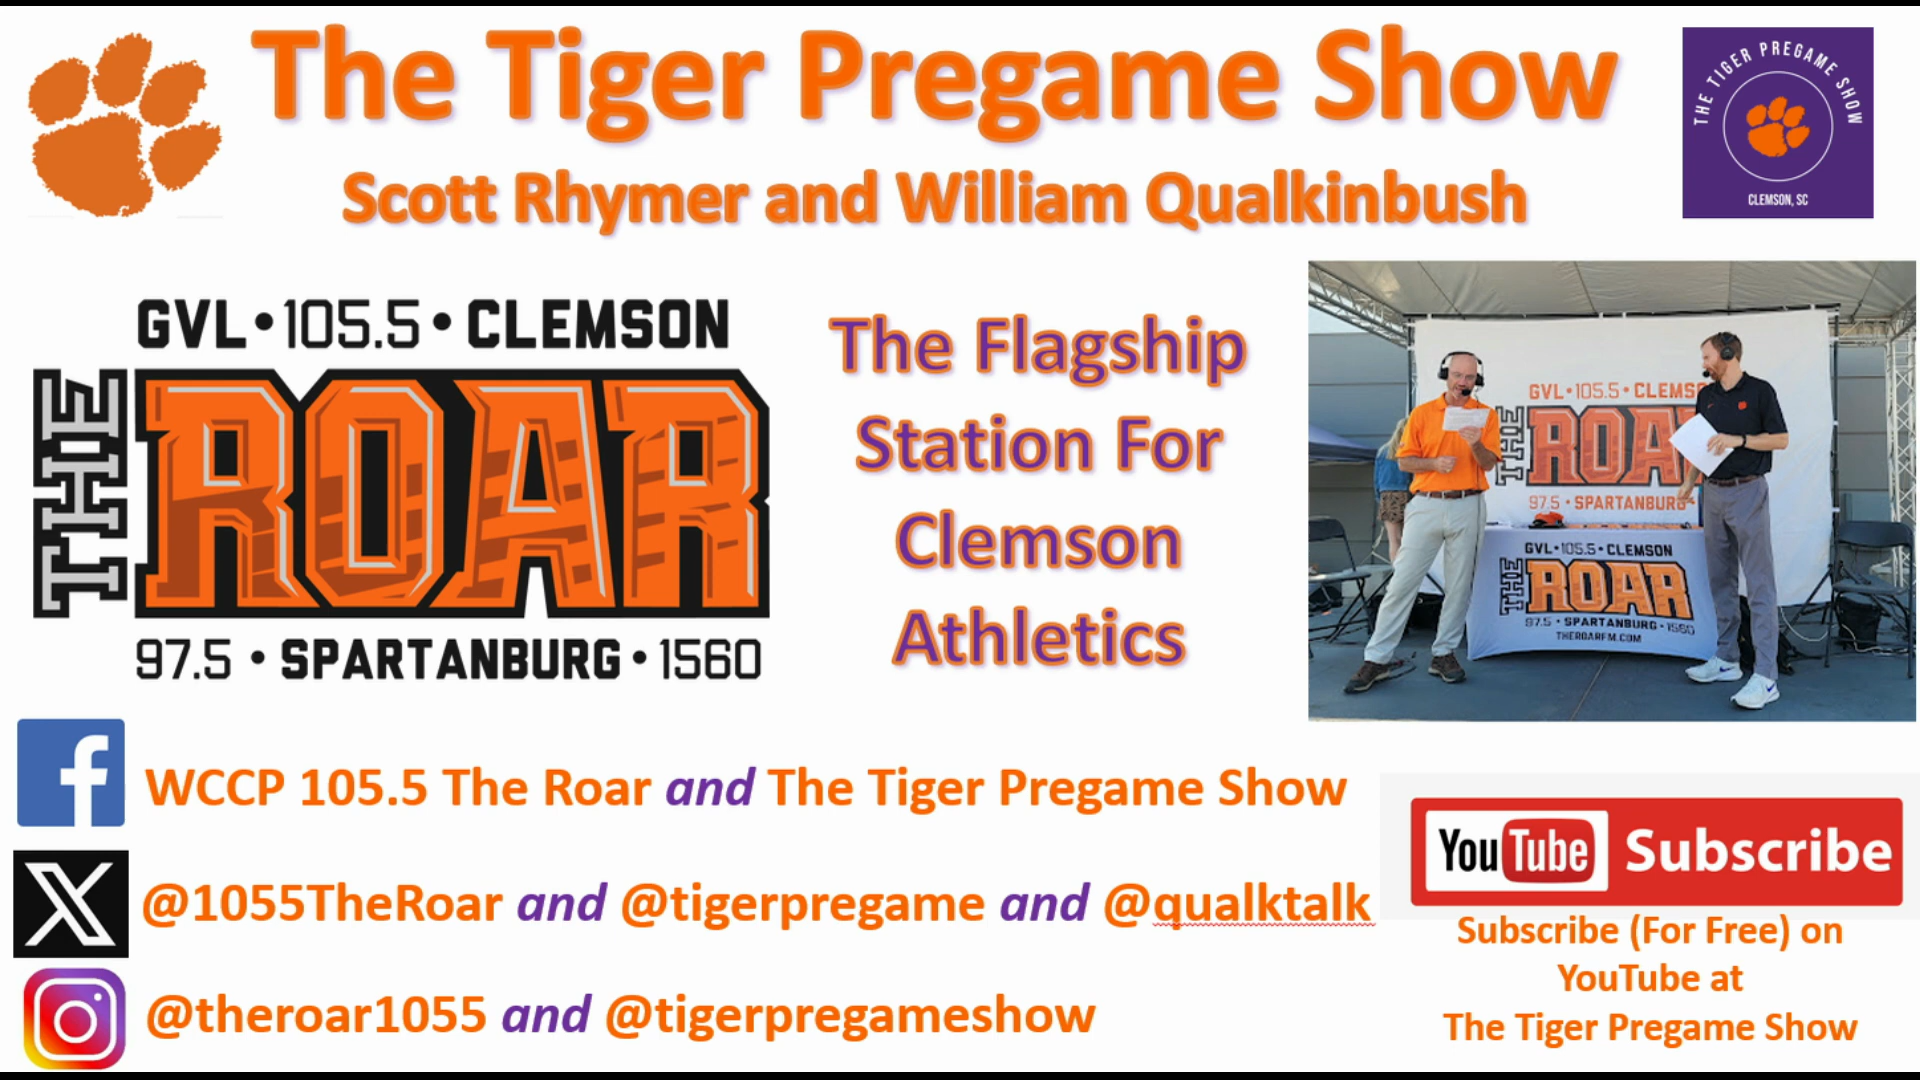 The Tiger Pregame Show
Scott Rhymer and William Qualkinbush
THE TIGER PREGAME SHOW
CLEMSON, SC
GVL • 105.5 • CLEMSON
THE ROAR
97.5 • SPARTANBURG • 1560
The Flagship
Station For
Clemson
Athletics
GVL • 105.5 • CLEMS
THE ROA
97.5 • SPARTANBURG
GVL • 105.5 • CLEMSON
THE ROAR
97.5 • SPARTANBURG • 1560
THEROARFM.COM
WCCP 105.5 The Roar and The Tiger Pregame Show
@1055TheRoar and @tigerpregame and @qualktalk
@theroar1055 and @tigerpregameshow
YouTube Subscribe
Subscribe (For Free) on
YouTube at
The Tiger Pregame Show